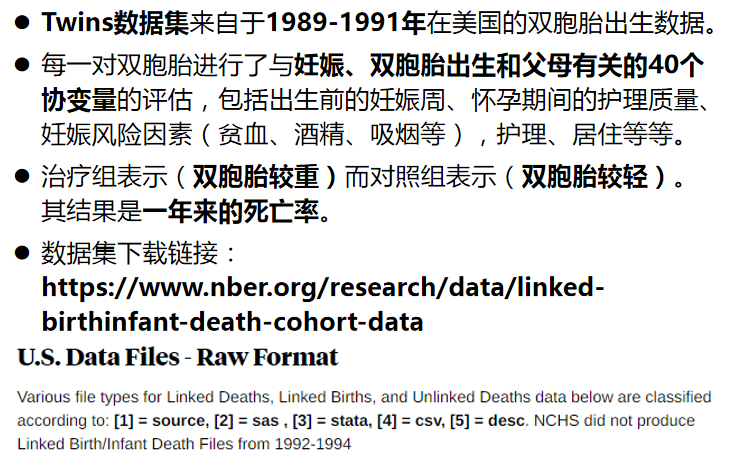 ● Twins数据集来自于1989-1991年在美国的双胞胎出生数据。
● 每一对双胞胎进行了与妊娠、双胞胎出生和父母有关的40个
协变量的评估，包括出生前的妊娠周、怀孕期间的护理质量、
妊娠风险因素（贫血、酒精、吸烟等），护理、居住等等。
● 治疗组表示（双胞胎较重）而对照组表示（双胞胎较轻）。
其结果是一年来的死亡率。
● 数据集下载链接：
https://www.nber.org/research/data/linked-
birthinfant-death-cohort-data
U.S. Data Files - Raw Format
Various file types for Linked Deaths, Linked Births, and Unlinked Deaths data below are classified
according to: [1] = source, [2] = sas , [3] = stata, [4] = csv, [5] = desc. NCHS did not produce
Linked Birth/Infant Death Files from 1992-1994